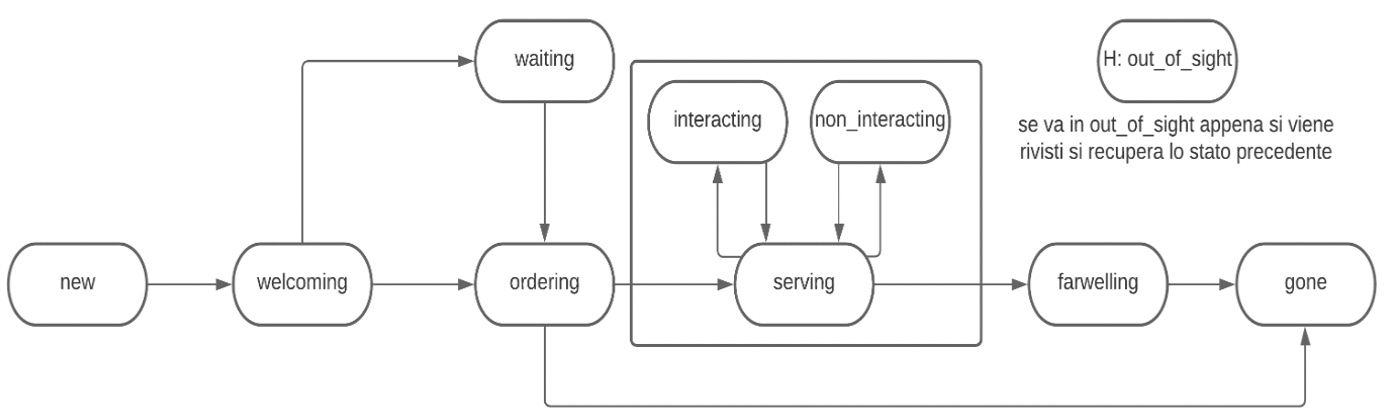 waiting
H: out_of_sight
se va in out_of_sight appena si viene
rivisti si recupera lo stato precedente
interacting
non_interacting
new
welcoming
ordering
serving
farwelling
gone